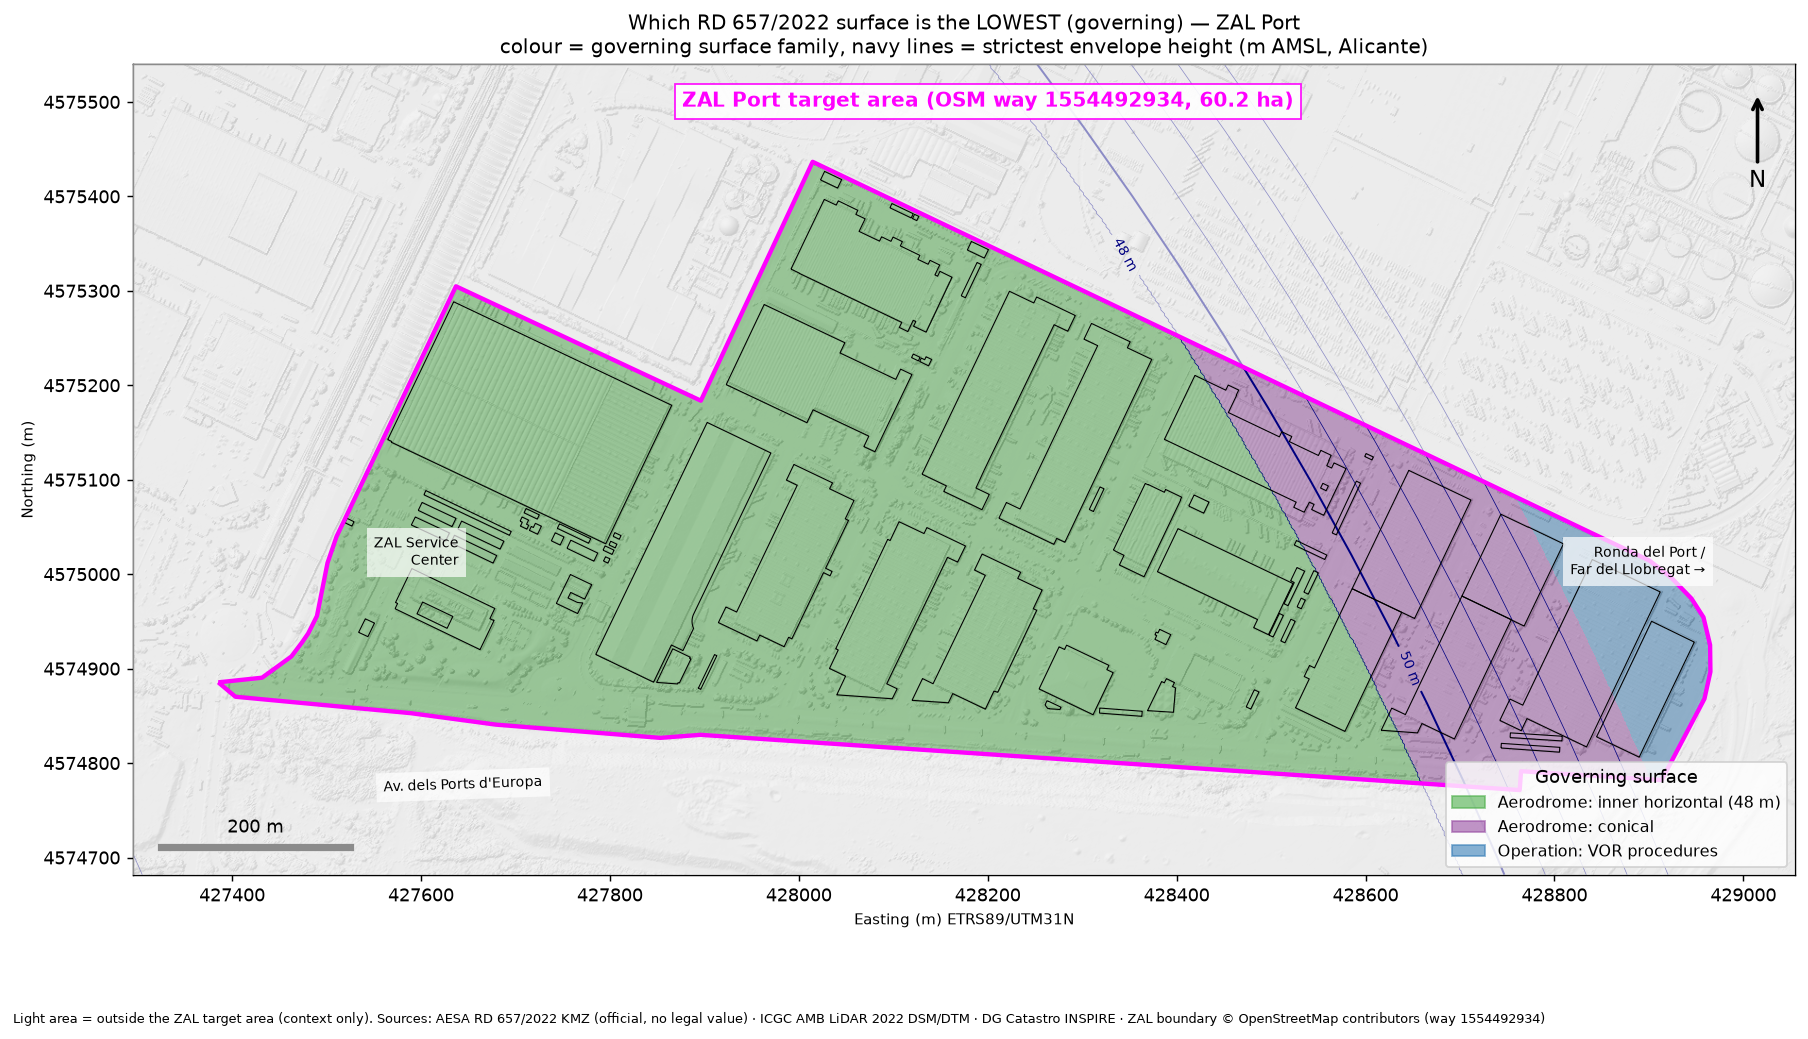 Which RD 657/2022 surface is the LOWEST (governing) — ZAL Port
colour = governing surface family, navy lines = strictest envelope height (m AMSL, Alicante)
ZAL Port target area (OSM way 1554492934, 60.2 ha)
N
48 m
50 m
ZAL Service
Center
Ronda del Port /
Far del Llobregat →
Av. dels Ports d'Europa
200 m
Governing surface
Aerodrome: inner horizontal (48 m)
Aerodrome: conical
Operation: VOR procedures
4575500
4575400
4575300
4575200
4575100
4575000
4574900
4574800
4574700
Northing (m)
427400
427600
427800
428000
428200
428400
428600
428800
429000
Easting (m) ETRS89/UTM31N
Light area = outside the ZAL target area (context only). Sources: AESA RD 657/2022 KMZ (official, no legal value) · ICGC AMB LiDAR 2022 DSM/DTM · DG Catastro INSPIRE · ZAL boundary © OpenStreetMap contributors (way 1554492934)